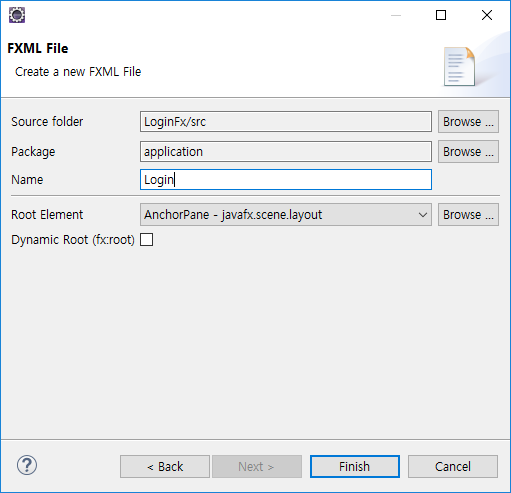 FXML File
Create a new FXML File
Source folder LoginFx/src Browse ...
Package application Browse ...
Name Login
Root Element AnchorPane - javafx.scene.layout Browse ...
Dynamic Root (fx:root)
? < Back Next > Finish Cancel